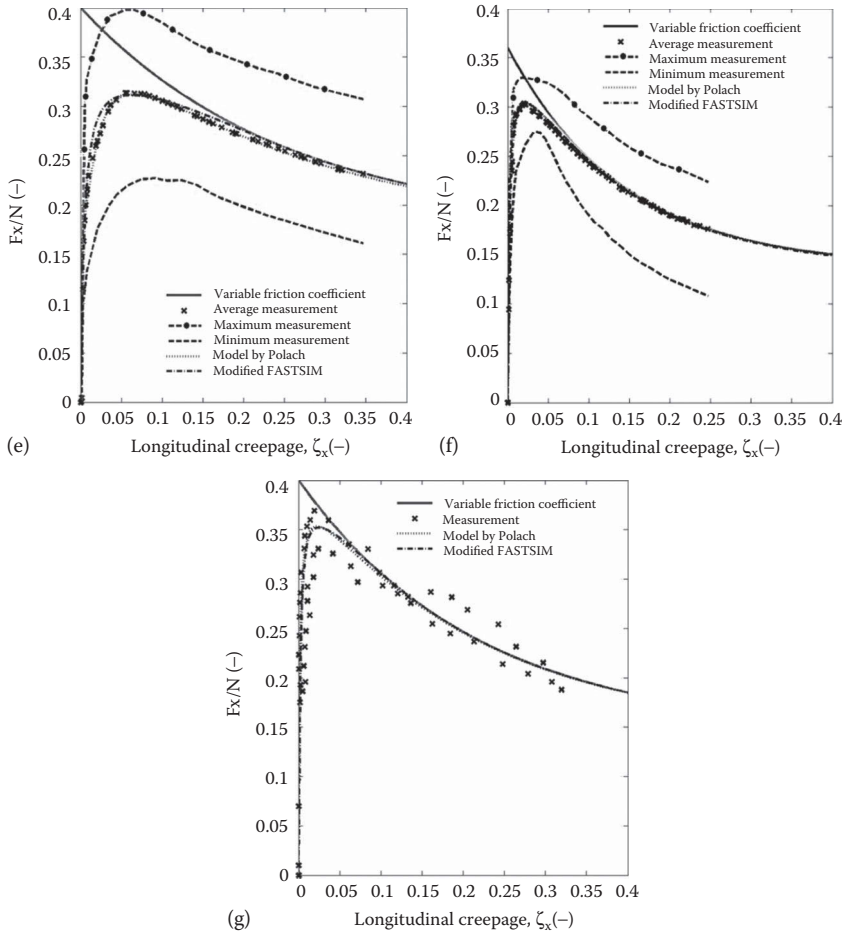 0.4
0.35
0.3
0.25
0.2
0.15
0.1
0.05
0
Fx/N (–)
Variable friction coefficient
Average measurement
Maximum measurement
Minimum measurement
Model by Polach
Modified FASTSIM
0 0.05 0.1 0.15 0.2 0.25 0.3 0.35 0.4
(e) Longitudinal creepage, ζx(–)
0.4
0.35
0.3
0.25
0.2
0.15
0.1
0.05
0
Fx/N (–)
Variable friction coefficient
Average measurement
Maximum measurement
Minimum measurement
Model by Polach
Modified FASTSIM
0 0.05 0.1 0.15 0.2 0.25 0.3 0.35 0.4
(f) Longitudinal creepage, ζx(–)
0.4
0.35
0.3
0.25
0.2
0.15
0.1
0.05
0
Fx/N (–)
Variable friction coefficient
Measurement
Model by Polach
Modified FASTSIM
0 0.05 0.1 0.15 0.2 0.25 0.3 0.35 0.4
(g) Longitudinal creepage, ζx(–)